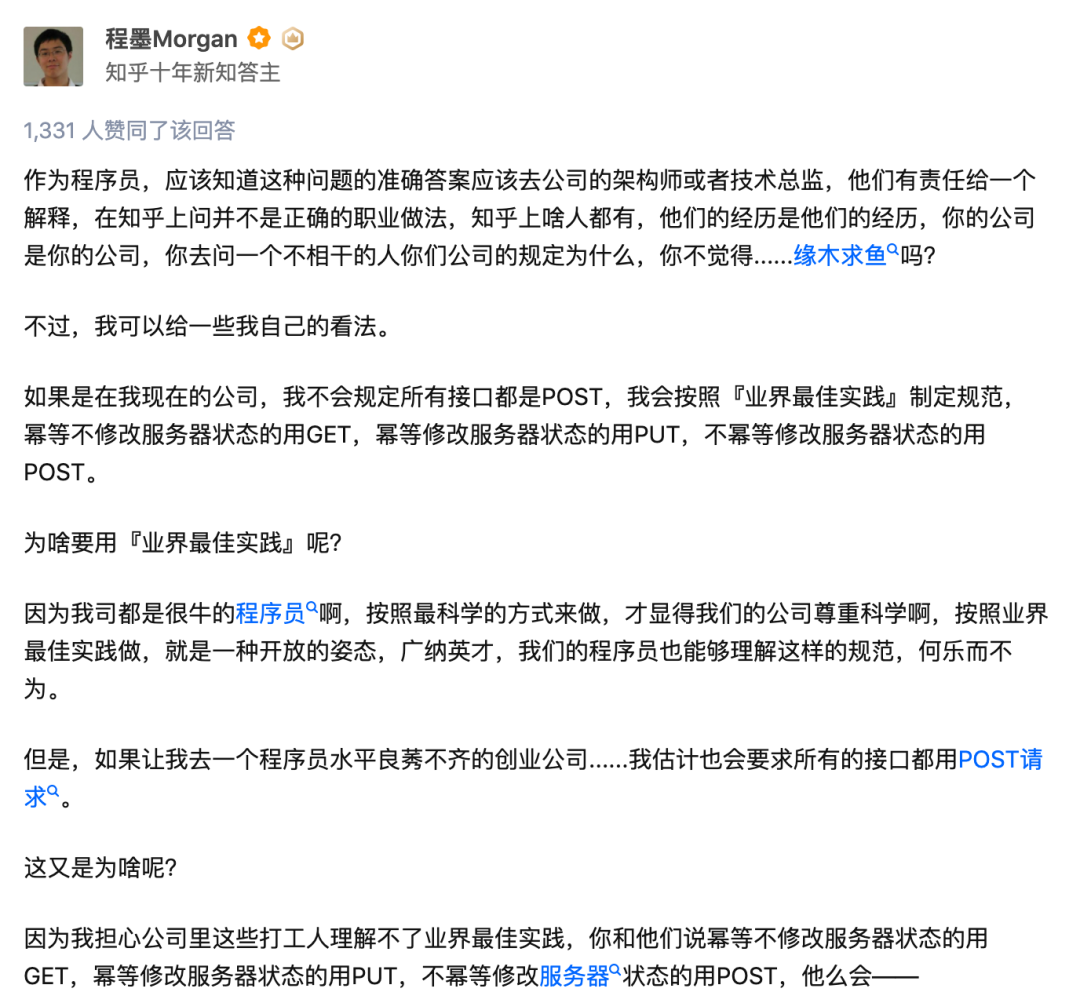 程墨Morgan
知乎十年新知答主
1,331 人赞同了该回答
作为程序员，应该知道这种问题的准确答案应该去公司的架构师或者技术总监，他们有责任给一个
解释，在知乎上问并不是正确的职业做法，知乎上啥人都有，他们的经历是他们的经历，你的公司
是你的公司，你去问一个不相干的人你们公司的规定为什么，你不觉得......缘木求鱼吗？
不过，我可以给一些我自己的看法。
如果是在我现在的公司，我不会规定所有接口都是POST，我会按照『业界最佳实践』制定规范，
幂等不修改服务器状态的用GET，幂等修改服务器状态的用PUT，不幂等修改服务器状态的用
POST。
为啥要用『业界最佳实践』呢？
因为我司都是很牛的程序员啊，按照最科学的方式来做，才显得我们的公司尊重科学啊，按照业界
最佳实践做，就是一种开放的姿态，广纳英才，我们的程序员也能够理解这样的规范，何乐而不
为。
但是，如果让我去一个程序员水平良莠不齐的创业公司......我估计也会要求所有的接口都用POST请
求。
这又是为啥呢？
因为我担心公司里这些打工人理解不了业界最佳实践，你和他们说幂等不修改服务器状态的用
GET，幂等修改服务器状态的用PUT，不幂等修改服务器状态的用POST，他么会——